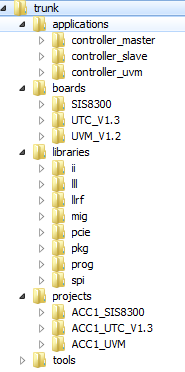 trunk
applications
controller_master
controller_slave
controller_uvm
boards
SIS8300
UTC_V1.3
UVM_V1.2
libraries
ii
lll
llrf
mig
pcie
pkg
prog
spi
projects
ACC1_SIS8300
ACC1_UTC_V1.3
ACC1_UVM
tools